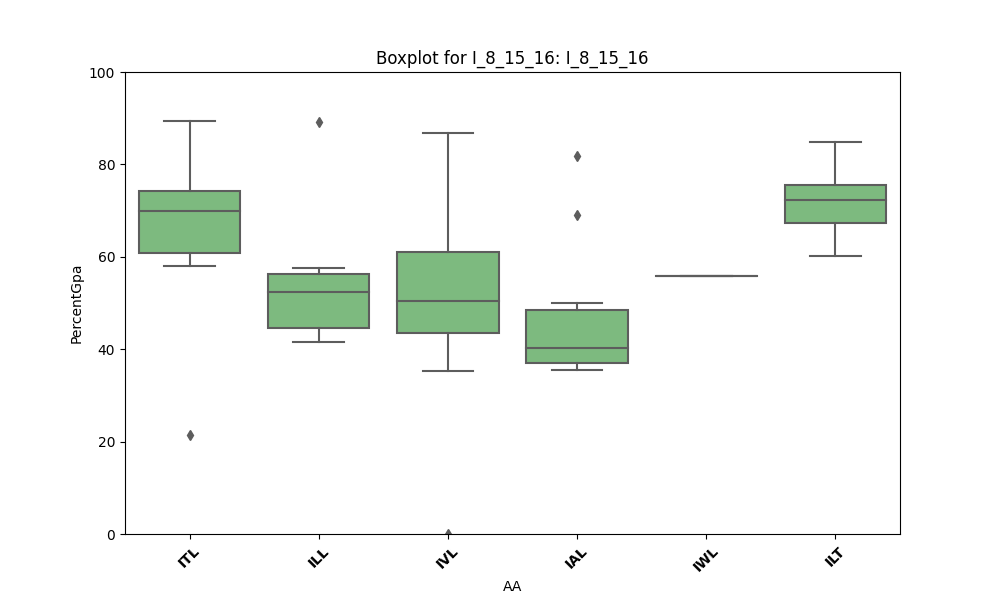 Boxplot for I_8_15_16: I_8_15_16
100
80
60
40
20
0
PercentGpa
ITL
ILL
IVL
IAL
IWL
ILT
AA